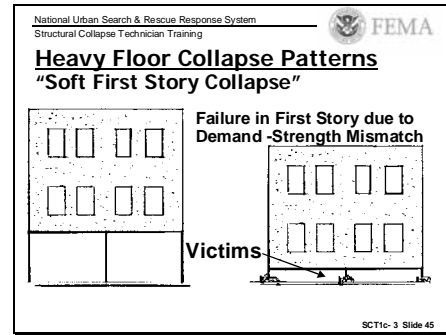 National Urban Search & Rescue Response System
Structural Collapse Technician Training
FEMA
Heavy Floor Collapse Patterns
“Soft First Story Collapse”
Failure in First Story due to
Demand -Strength Mismatch
Victims
SCT1c- 3 Slide 45